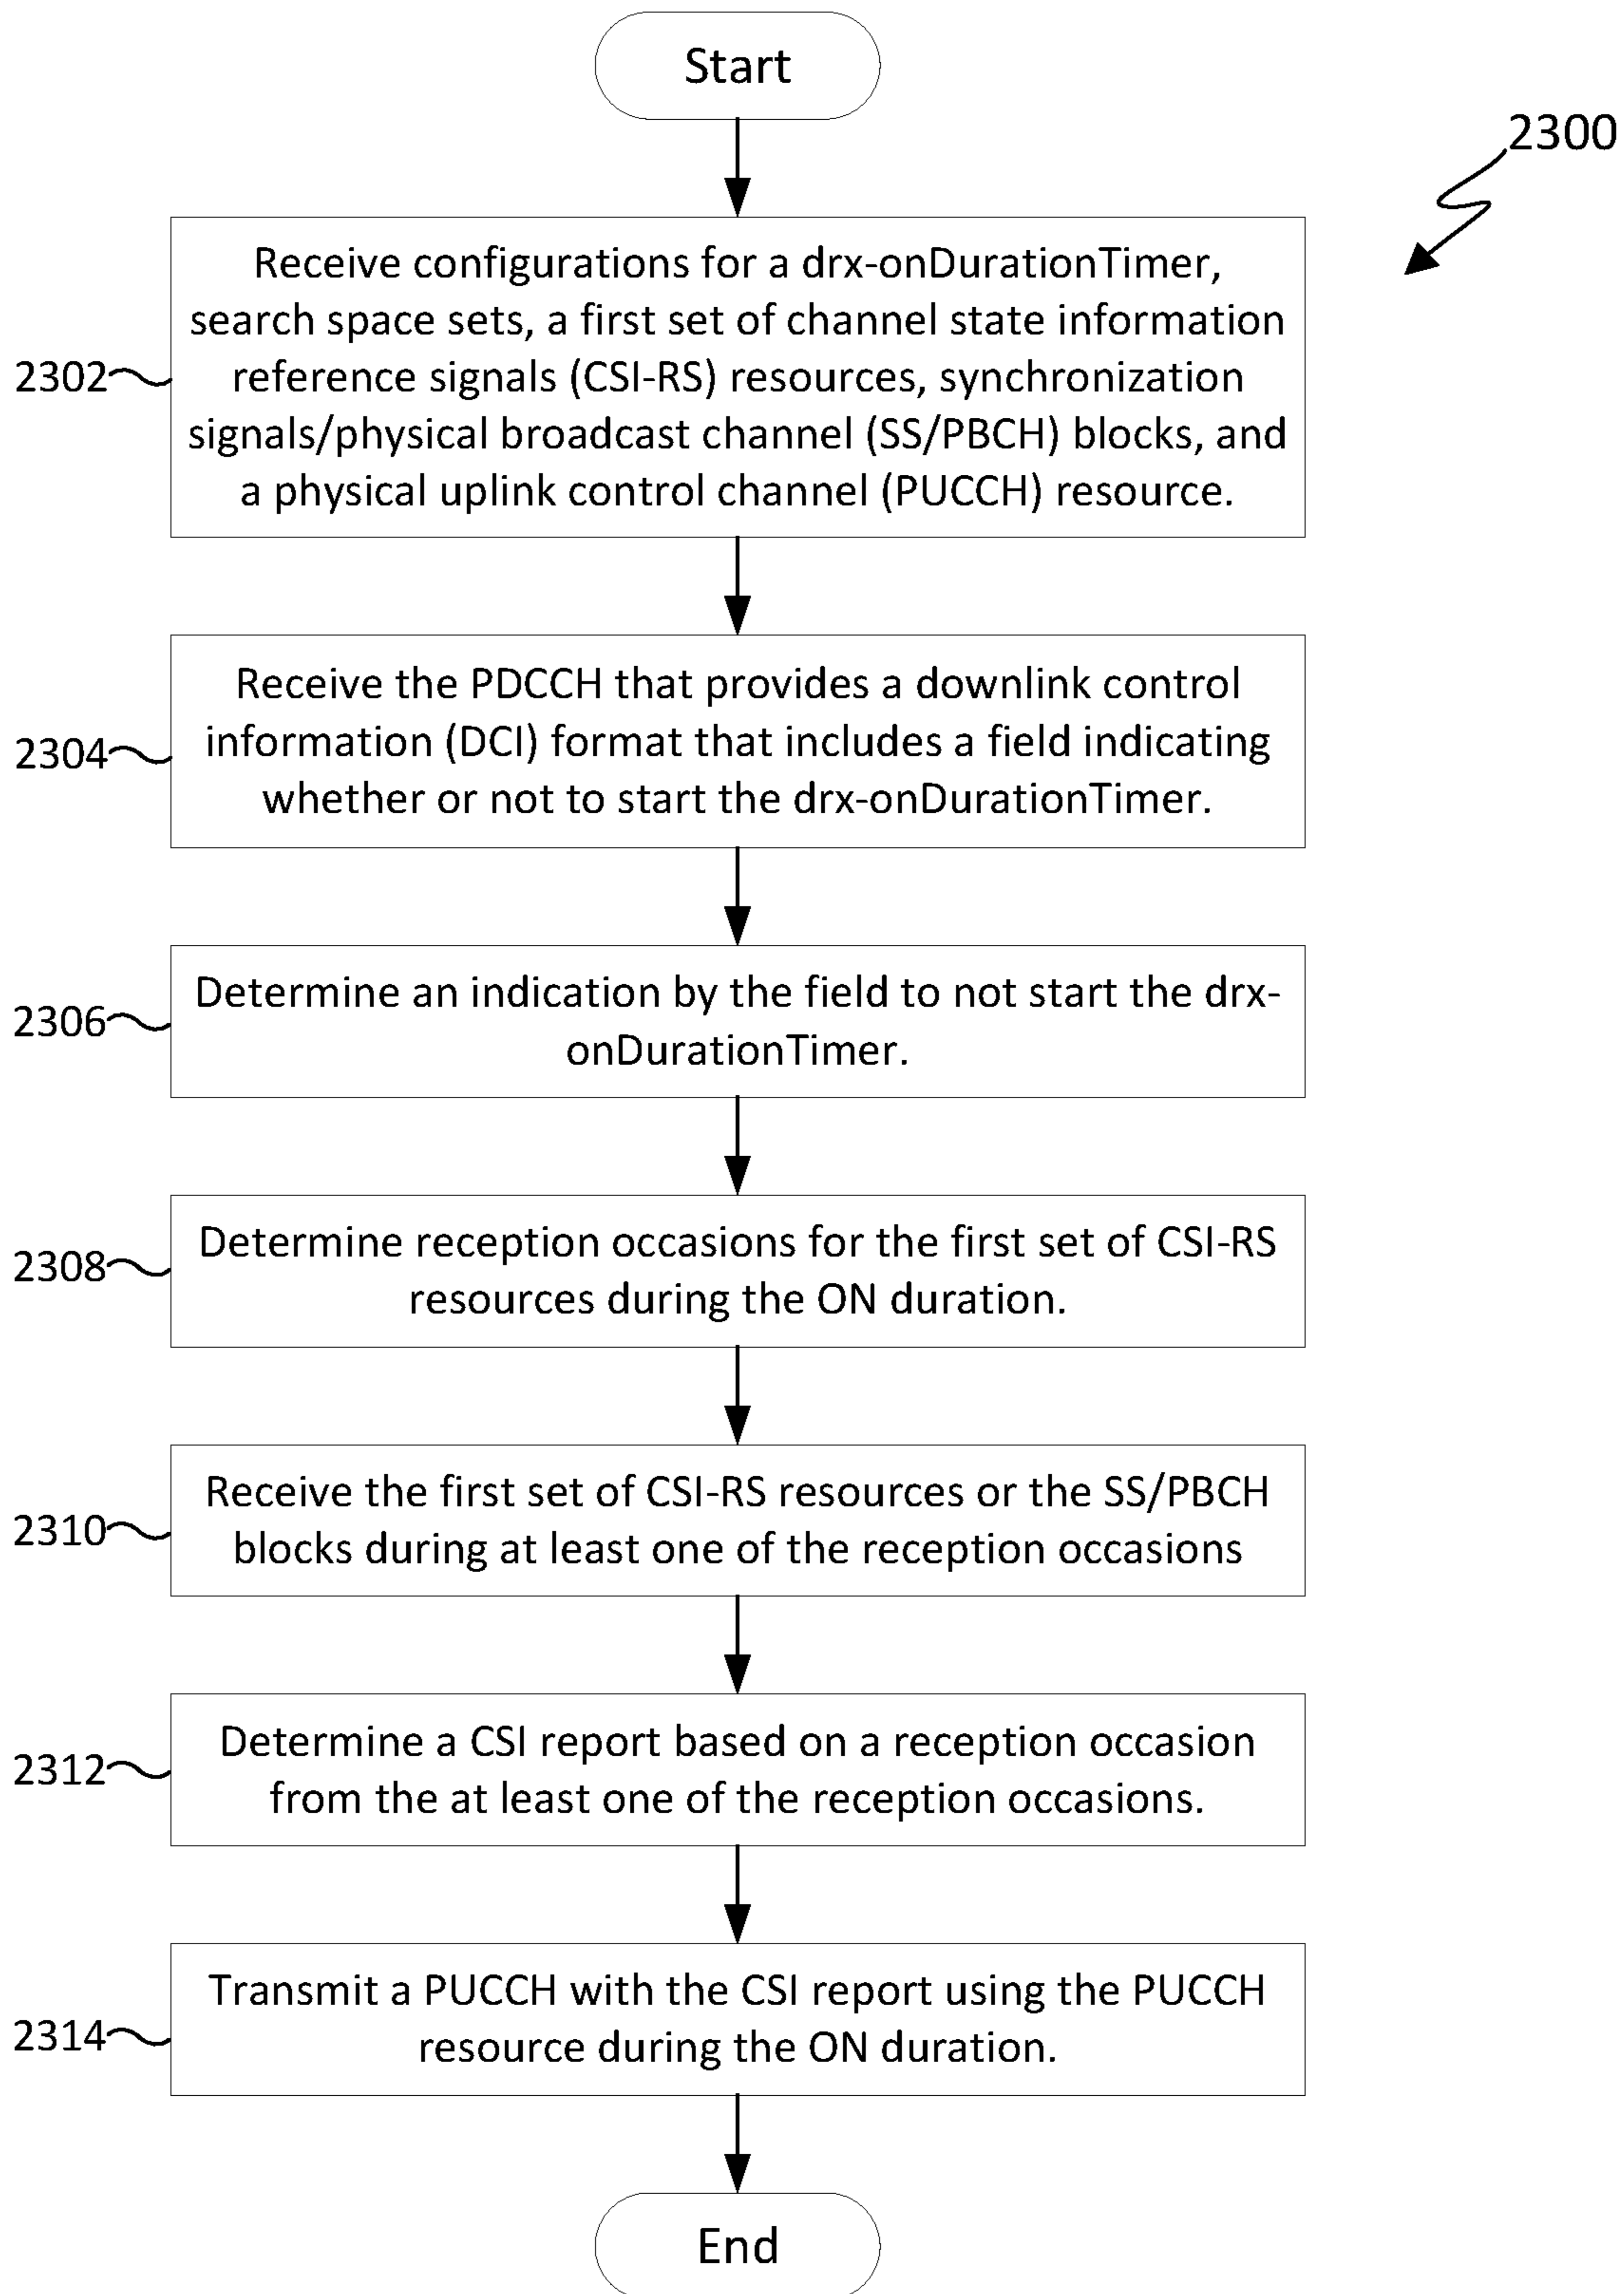 Start
2300
Receive configurations for a drx-onDurationTimer,
search space sets, a first set of channel state information
reference signals (CSI-RS) resources, synchronization
signals/physical broadcast channel (SS/PBCH) blocks, and
a physical uplink control channel (PUCCH) resource.
2302
Receive the PDCCH that provides a downlink control
information (DCI) format that includes a field indicating
whether or not to start the drx-onDurationTimer.
2304
Determine an indication by the field to not start the drx-
onDurationTimer.
2306
Determine reception occasions for the first set of CSI-RS
resources during the ON duration.
2308
Receive the first set of CSI-RS resources or the SS/PBCH
blocks during at least one of the reception occasions
2310
Determine a CSI report based on a reception occasion
from the at least one of the reception occasions.
2312
Transmit a PUCCH with the CSI report using the PUCCH
resource during the ON duration.
2314
End